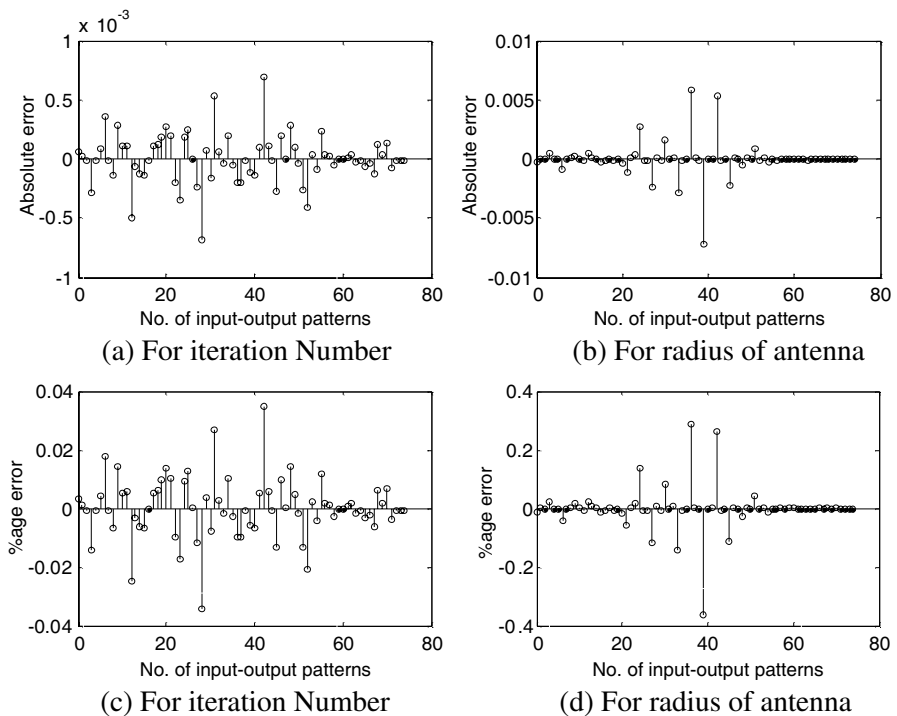 x 10-3
1
0.5
0
-0.5
-1
0 20 40 60 80
Absolute error
No. of input-output patterns
(a) For iteration Number
0.01
0.005
0
-0.005
-0.01
0 20 40 60 80
Absolute error
No. of input-output patterns
(b) For radius of antenna
0.04
0.02
0
-0.02
-0.04
0 20 40 60 80
%age error
No. of input-output patterns
(c) For iteration Number
0.4
0.2
0
-0.2
-0.4
0 20 40 60 80
%age error
No. of input-output patterns
(d) For radius of antenna